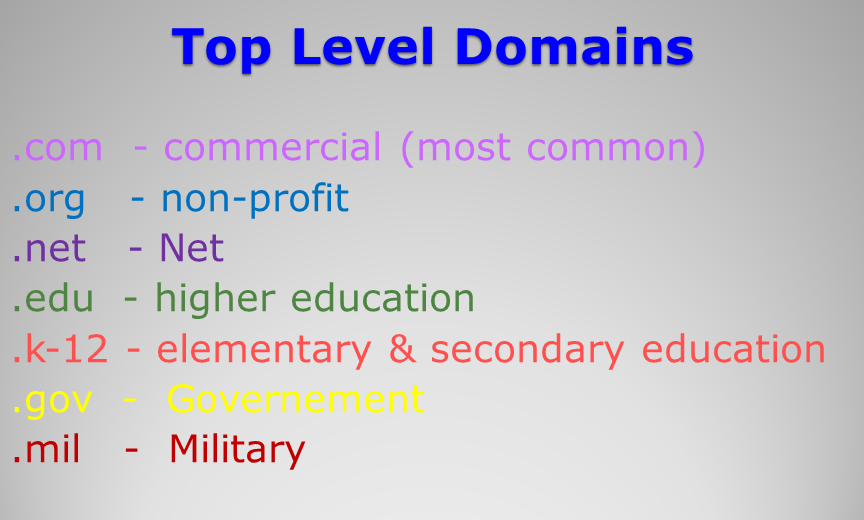 Top Level Domains
.com - commercial (most common)
.org - non-profit
.net - Net
.edu - higher education
.k-12 - elementary & secondary education
.gov - Governement
.mil - Military